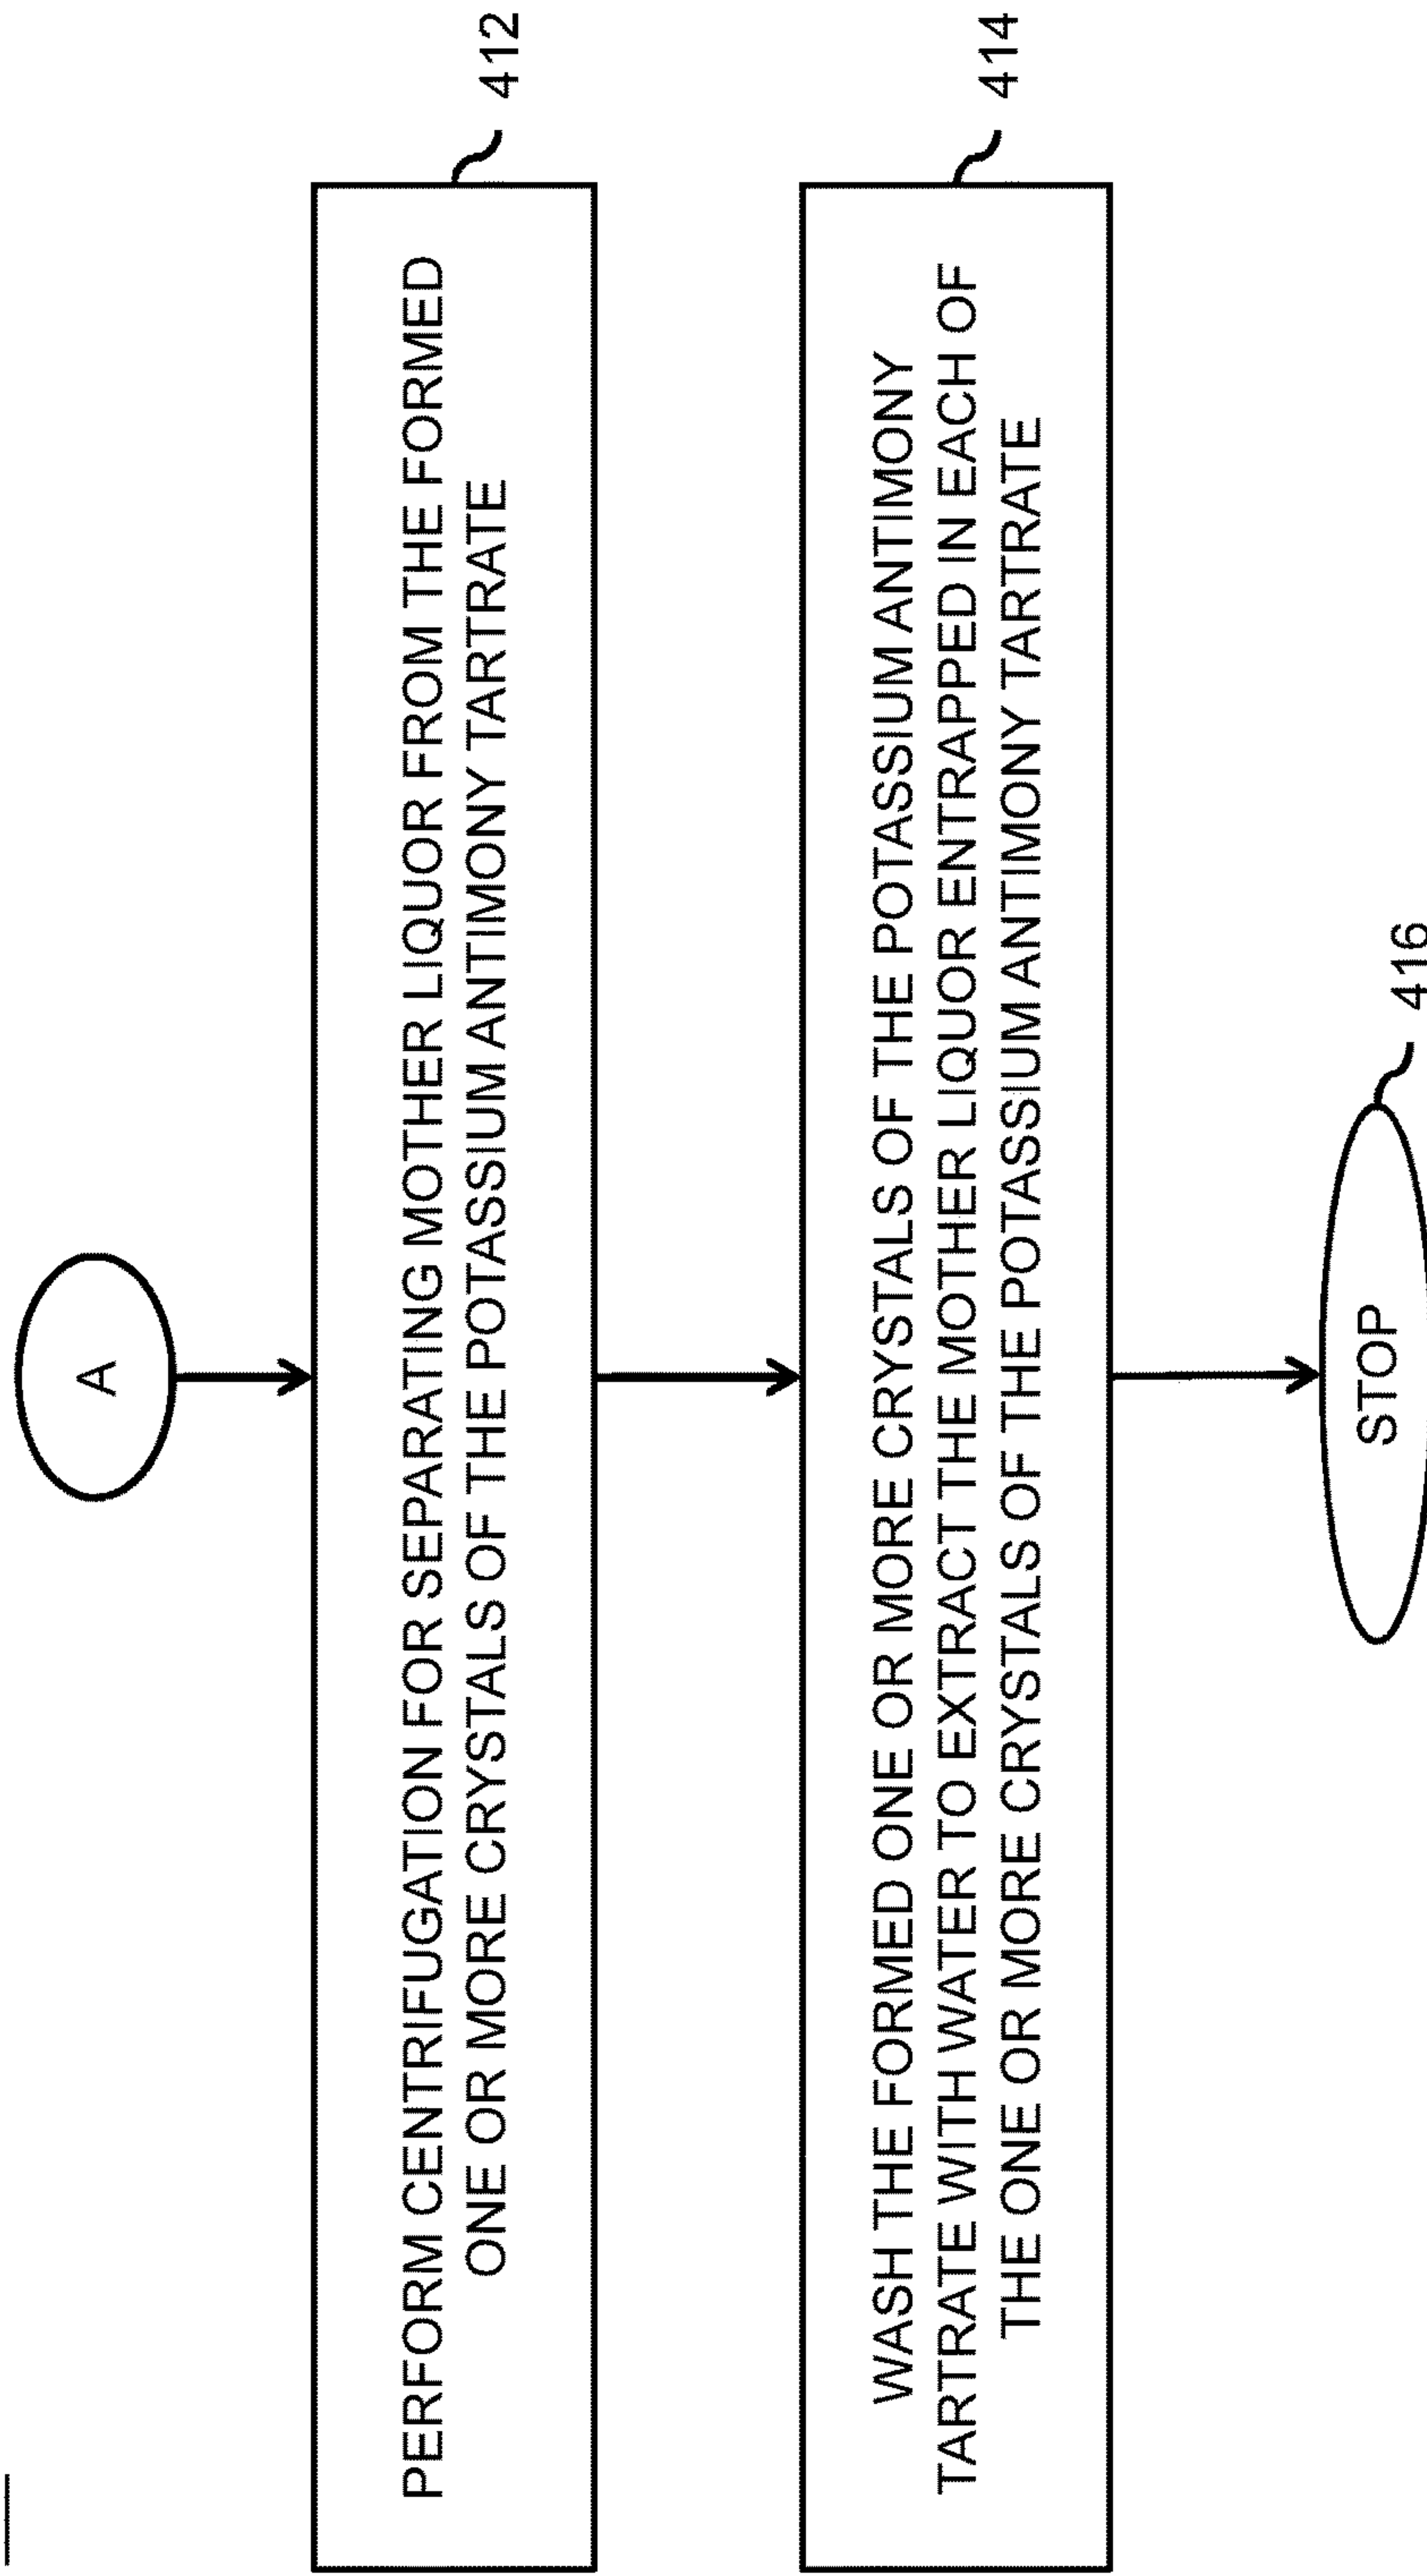 A
412
PERFORM CENTRIFUGATION FOR SEPARATING MOTHER LIQUOR FROM THE FORMED
ONE OR MORE CRYSTALS OF THE POTASSIUM ANTIMONY TARTRATE
414
WASH THE FORMED ONE OR MORE CRYSTALS OF THE POTASSIUM ANTIMONY
TARTRATE WITH WATER TO EXTRACT THE MOTHER LIQUOR ENTRAPPED IN EACH OF
THE ONE OR MORE CRYSTALS OF THE POTASSIUM ANTIMONY TARTRATE
416
STOP